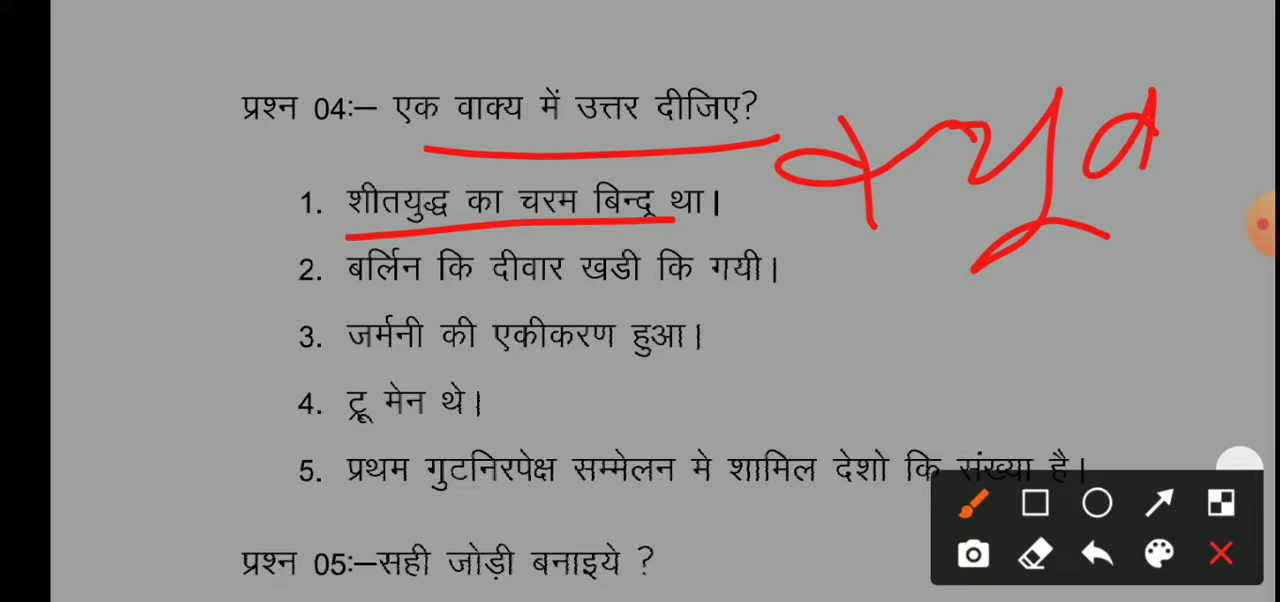 प्रश्न 04:– एक वाक्य में उत्तर दीजिए?
1. शीतयुद्ध का चरम बिन्दू था।
2. बर्लिन कि दीवार खडी कि गयी।
3. जर्मनी की एकीकरण हुआ।
4. ट्रू मेन थे।
5. प्रथम गुटनिरपेक्ष सम्मेलन मे शामिल देशो कि संख्या है।
प्रश्न 05:–सही जोड़ी बनाइये ?